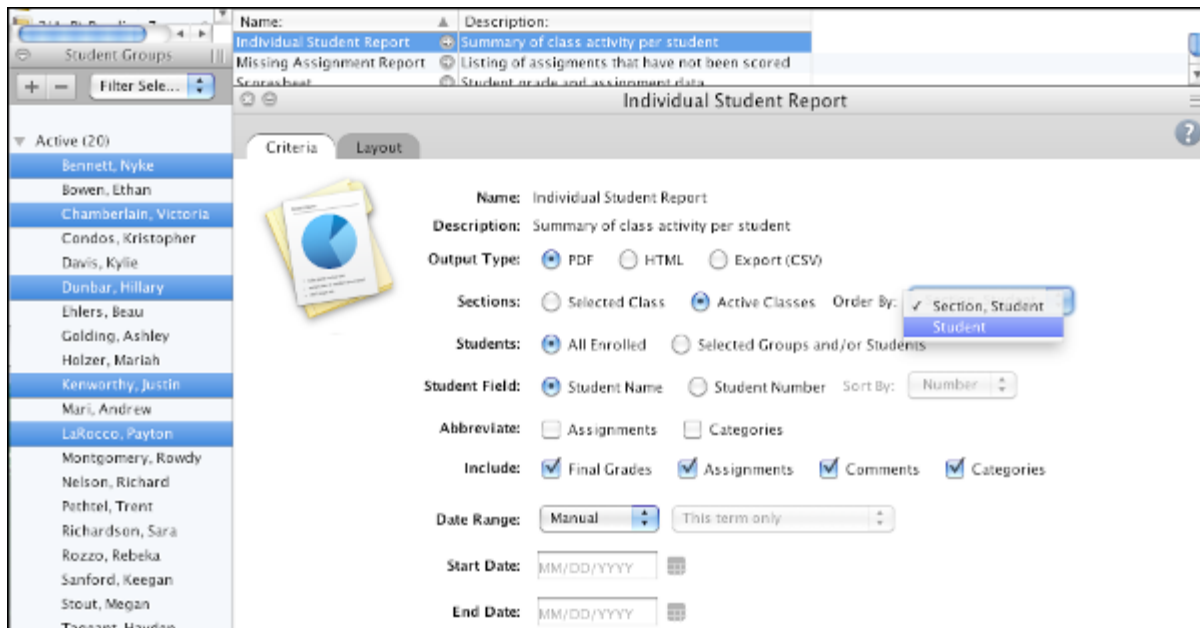 Student Groups
Filter Sele...
Active (20)
Bennett, Nyke
Bowen, Ethan
Chamberlain, Victoria
Condos, Kristopher
Davis, Kylie
Dunbar, Hillary
Ehlers, Beau
Golding, Ashley
Holzer, Mariah
Kenworthy, Justin
Mari, Andrew
LaRocco, Payton
Montgomery, Rowdy
Nelson, Richard
Pethtel, Trent
Richardson, Sara
Rozzo, Rebeka
Sanford, Keegan
Stout, Megan
Name: Description:
Individual Student Report Summary of class activity per student
Missing Assignment Report Listing of assigments that have not been scored
Scoresheet Student grade and assignment data
Individual Student Report
Criteria Layout
Name: Individual Student Report
Description: Summary of class activity per student
Output Type: PDF HTML Export (CSV)
Sections: Selected Class Active Classes Order By: ✓ Section, Student
Student
Students: All Enrolled Selected Groups and/or Students
Student Field: Student Name Student Number Sort By: Number
Abbreviate: Assignments Categories
Include: Final Grades Assignments Comments Categories
Date Range: Manual This term only
Start Date: MM/DD/YYYY
End Date: MM/DD/YYYY